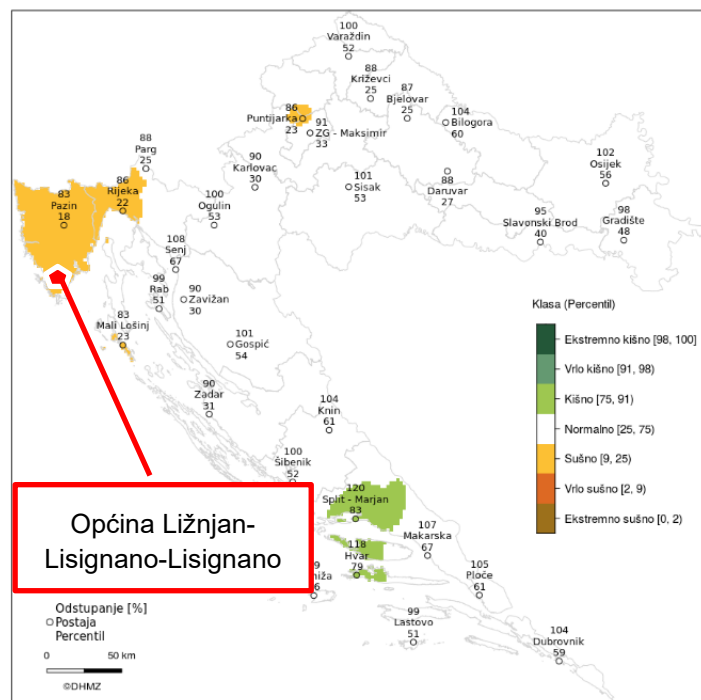 100
Varaždin
52
88
Križevci
25
87
Bjelovar
25
104
Bilogora
60
86
Puntijarka
23
91
ZG - Maksimir
33
88
Parg
25
90
Karlovac
30
101
Sisak
53
88
Daruvar
27
102
Osijek
56
83
Pazin
18
86
Rijeka
22
100
Ogulin
53
95
Slavonski Brod
40
98
Gradište
48
108
Senj
67
99
Rab
51
90
Zavižan
30
83
Mali Lošinj
23
101
Gospić
54
90
Zadar
31
104
Knin
61
100
Šibenik
52
120
Split - Marjan
83
107
Makarska
67
118
Hvar
79
105
Ploče
61
99
Lastovo
51
104
Dubrovnik
59
Klasa (Percentil)
Ekstremno kišno [98, 100]
Vrlo kišno [91, 98)
Kišno [75, 91)
Normalno [25, 75)
Sušno [9, 25)
Vrlo sušno [2, 9)
Ekstremno sušno [0, 2)
Općina Ližnjan-
Lisignano-Lisignano
Odstupanje [%]
Postaja
Percentil
0 50 km
©DHMZ